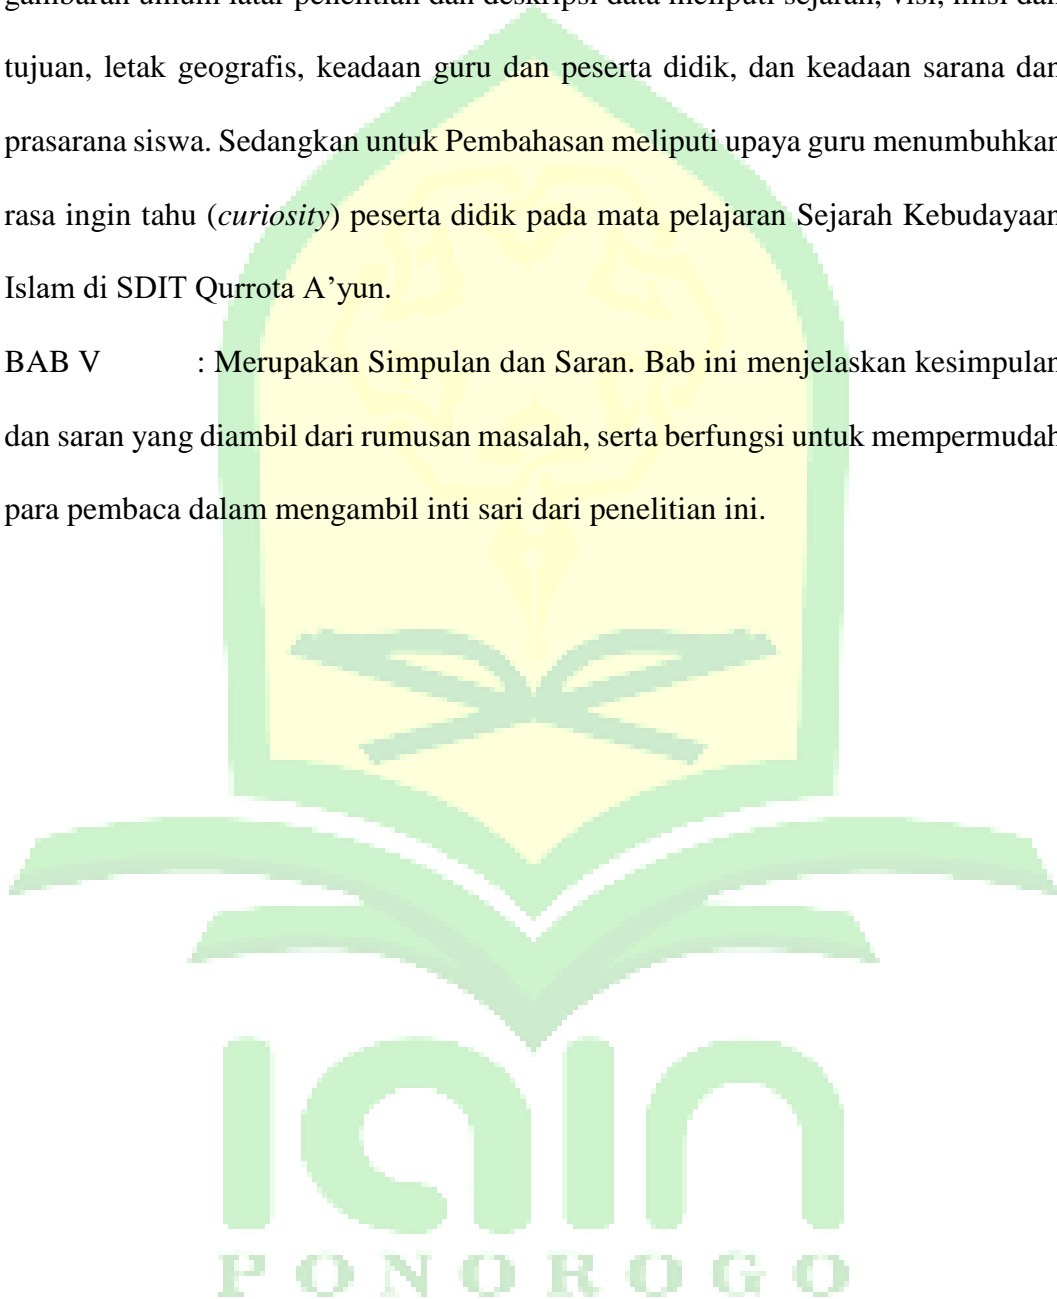 gambaran umum latar penelitian dan deskripsi data meliputi sejarah, visi, misi dan
tujuan, letak geografis, keadaan guru dan peserta didik, dan keadaan sarana dan
prasarana siswa. Sedangkan untuk Pembahasan meliputi upaya guru menumbuhkan
rasa ingin tahu (curiosity) peserta didik pada mata pelajaran Sejarah Kebudayaan
Islam di SDIT Qurrota A’yun.
BAB V : Merupakan Simpulan dan Saran. Bab ini menjelaskan kesimpulan
dan saran yang diambil dari rumusan masalah, serta berfungsi untuk mempermudah
para pembaca dalam mengambil inti sari dari penelitian ini.
iain
PONOROGO